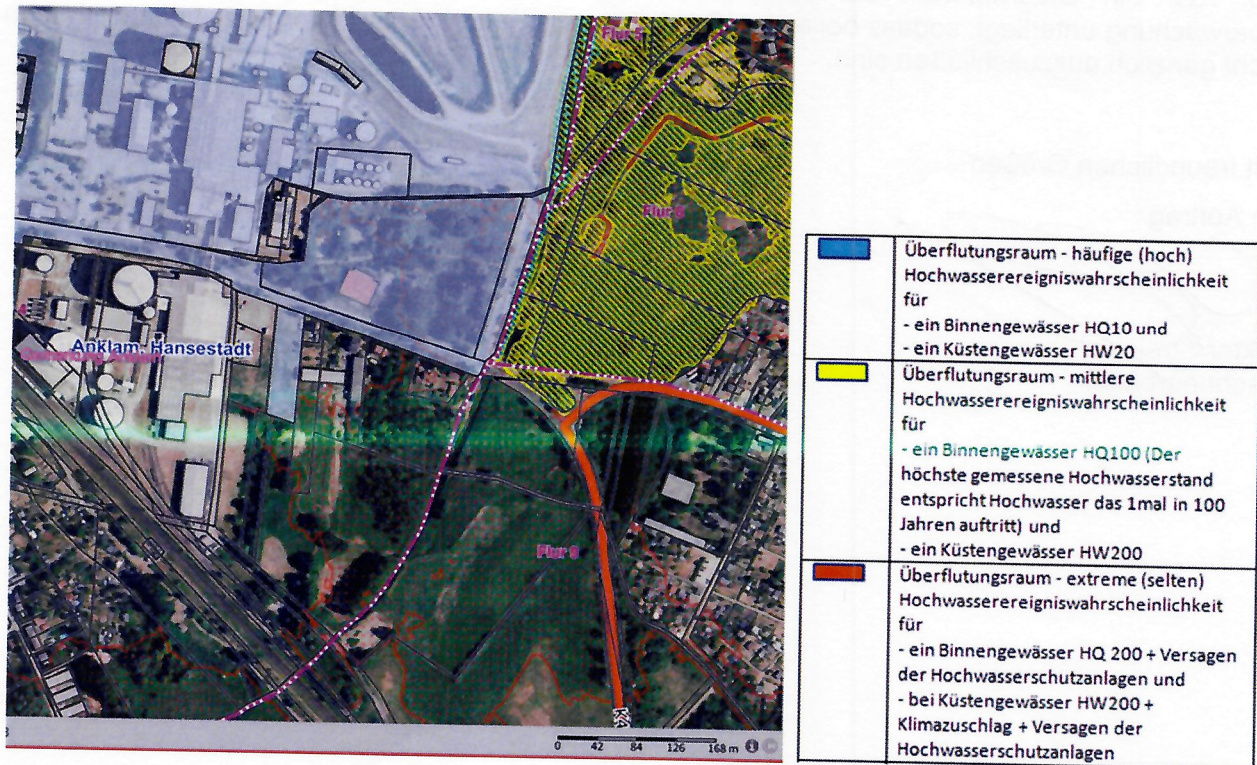 Flur 5
Flur 8
Anklam, Hansestadt
Flur 9
0 42 84 126 168 m
Überflutungsraum - häufige (hoch)
Hochwasserereigniswahrscheinlichkeit
für
- ein Binnengewässer HQ10 und
- ein Küstengewässer HW20
Überflutungsraum - mittlere
Hochwasserereigniswahrscheinlichkeit
für
- ein Binnengewässer HQ100 (Der
höchste gemessene Hochwasserstand
entspricht Hochwasser das 1mal in 100
Jahren auftritt) und
- ein Küstengewässer HW200
Überflutungsraum - extreme (selten)
Hochwasserereigniswahrscheinlichkeit
für
- ein Binnengewässer HQ 200 + Versagen
der Hochwasserschutzanlagen und
- bei Küstengewässer HW200 +
Klimazuschlag + Versagen der
Hochwasserschutzanlagen